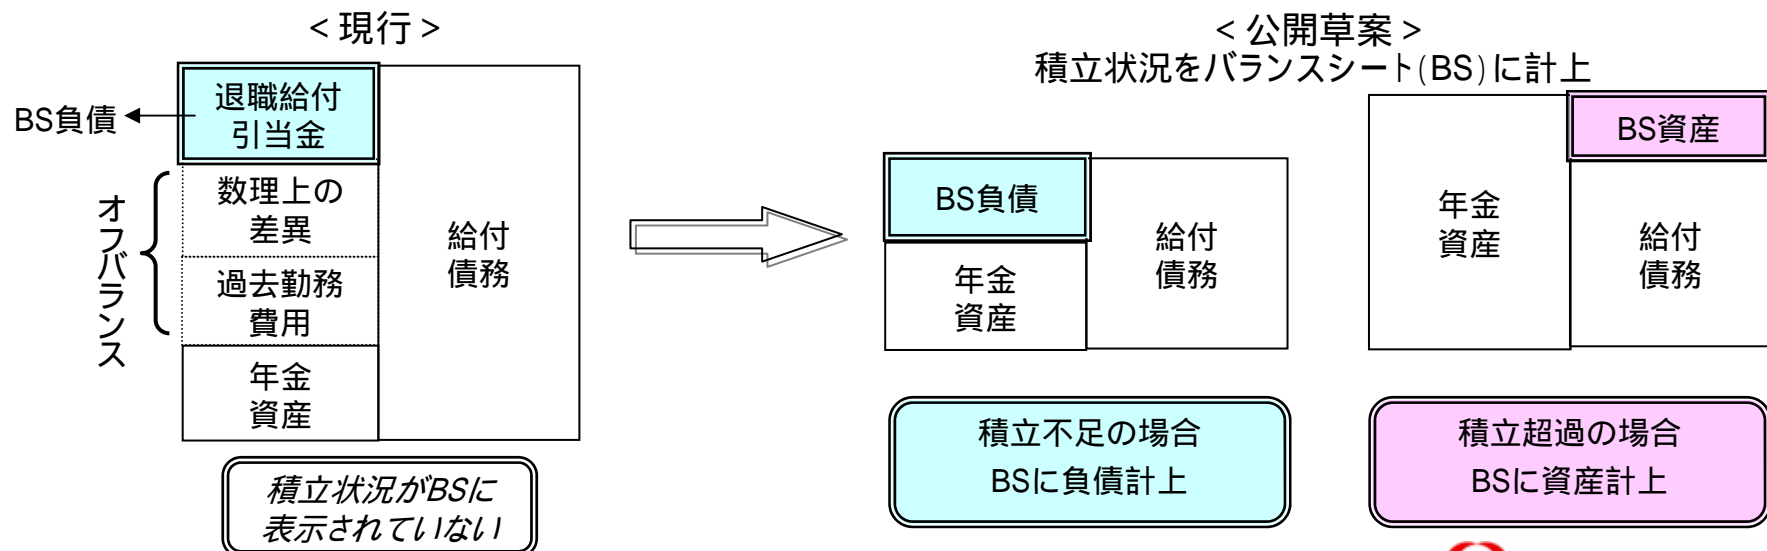 <現行>
BS負債
退職給付
引当金
数理上の
差異
過去勤務
費用
年金
資産
オフバランス
給付
債務
積立状況がBSに
表示されていない
<公開草案>
積立状況をバランスシート(BS)に計上
BS負債
年金
資産
給付
債務
積立不足の場合
BSに負債計上
年金
資産
BS資産
給付
債務
積立超過の場合
BSに資産計上